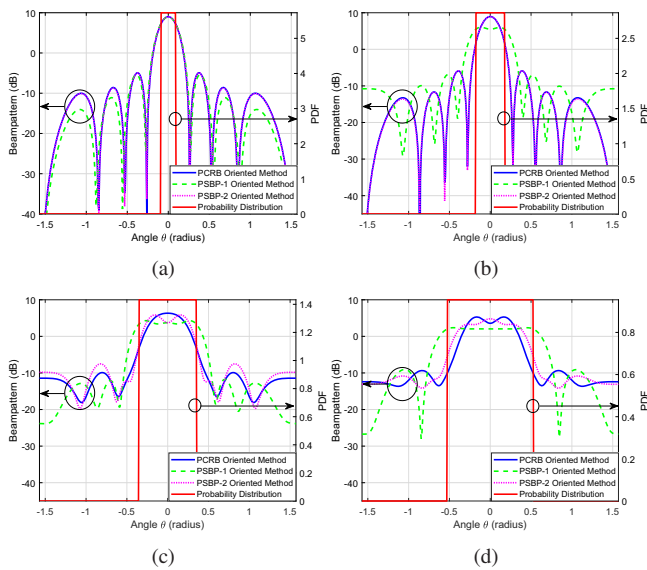 10
0
-10
-20
-30
-40
Beampattern (dB)
5
4
3
2
1
0
PDF
PCRB Oriented Method
PSBP-1 Oriented Method
PSBP-2 Oriented Method
Probability Distribution
-1.5 -1 -0.5 0 0.5 1 1.5
Angle θ (radius)
(a)
10
0
-10
-20
-30
-40
Beampattern (dB)
2.5
2
1.5
1
0.5
0
PDF
PCRB Oriented Method
PSBP-1 Oriented Method
PSBP-2 Oriented Method
Probability Distribution
-1.5 -1 -0.5 0 0.5 1 1.5
Angle θ (radius)
(b)
10
0
-10
-20
-30
-40
Beampattern (dB)
1.4
1.2
1
0.8
0.6
0.4
0.2
0
PDF
PCRB Oriented Method
PSBP-1 Oriented Method
PSBP-2 Oriented Method
Probability Distribution
-1.5 -1 -0.5 0 0.5 1 1.5
Angle θ (radius)
(c)
10
0
-10
-20
-30
-40
Beampattern (dB)
0.8
0.6
0.4
0.2
0
PDF
PCRB Oriented Method
PSBP-1 Oriented Method
PSBP-2 Oriented Method
Probability Distribution
-1.5 -1 -0.5 0 0.5 1 1.5
Angle θ (radius)
(d)